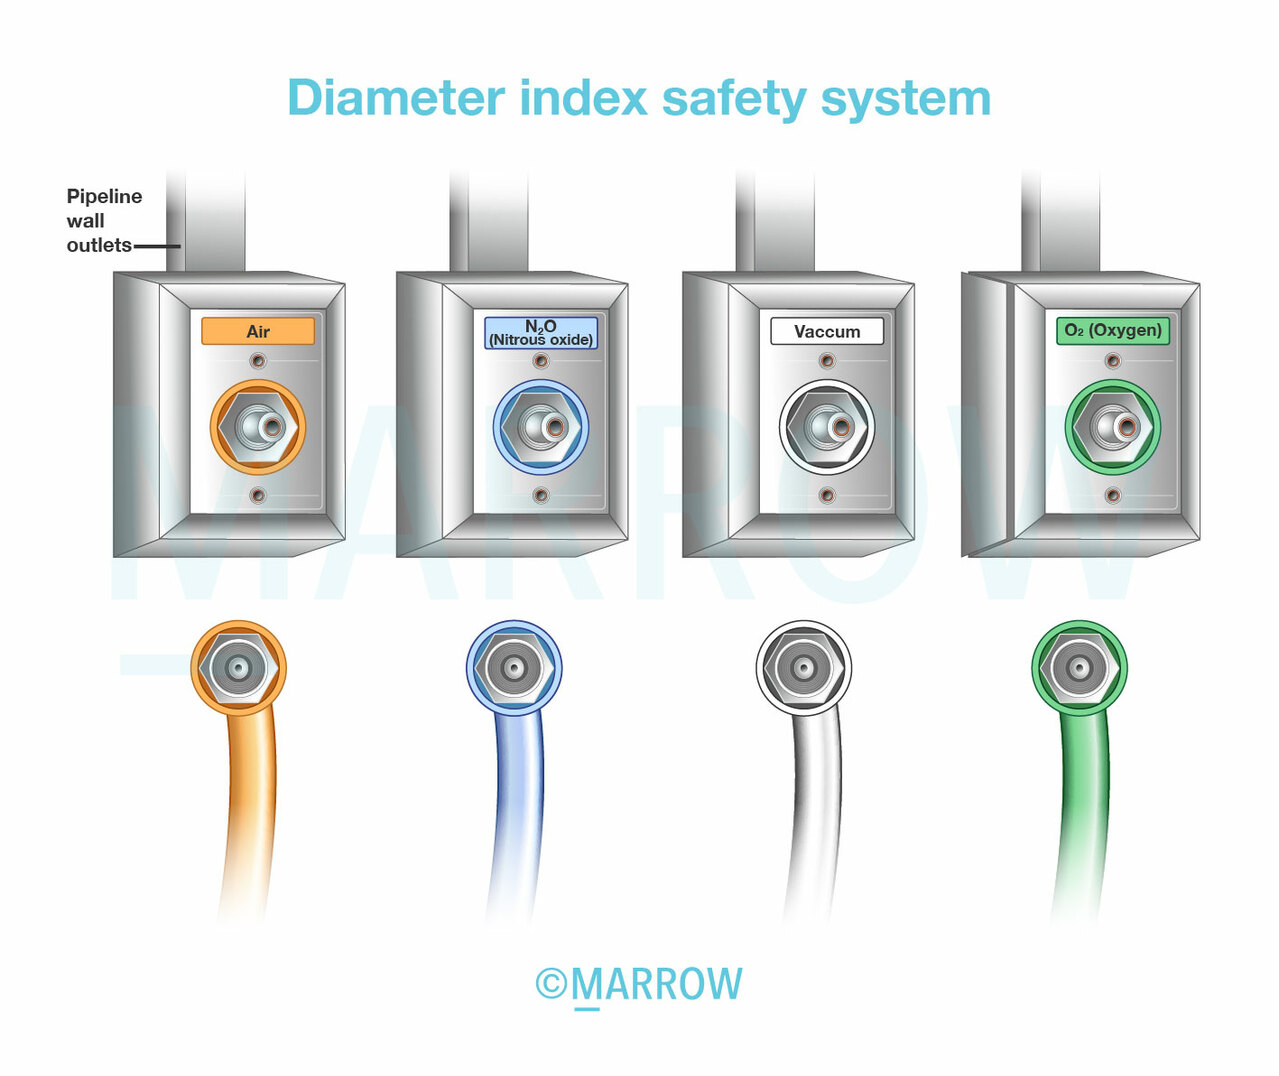 Diameter index safety system
Pipeline
wall
outlets
Air
N₂O
(Nitrous oxide)
Vaccum
O₂ (Oxygen)
MARROW
©MARROW